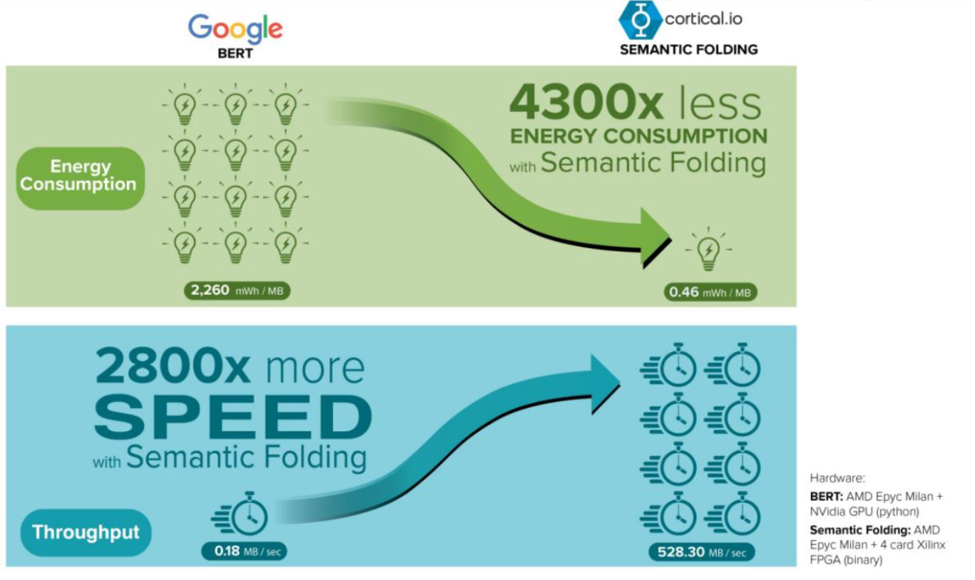 Google
BERT
cortical.io
SEMANTIC FOLDING
Energy
Consumption
4300x less
ENERGY CONSUMPTION
with Semantic Folding
2,260 mWh / MB
0.46 mWh / MB
2800x more
SPEED
with Semantic Folding
Throughput
0.18 MB / sec
528.30 MB / sec
Hardware:
BERT: AMD Epyc Milan +
NVidia GPU (python)
Semantic Folding: AMD
Epyc Milan + 4 card Xilinx
FPGA (binary)